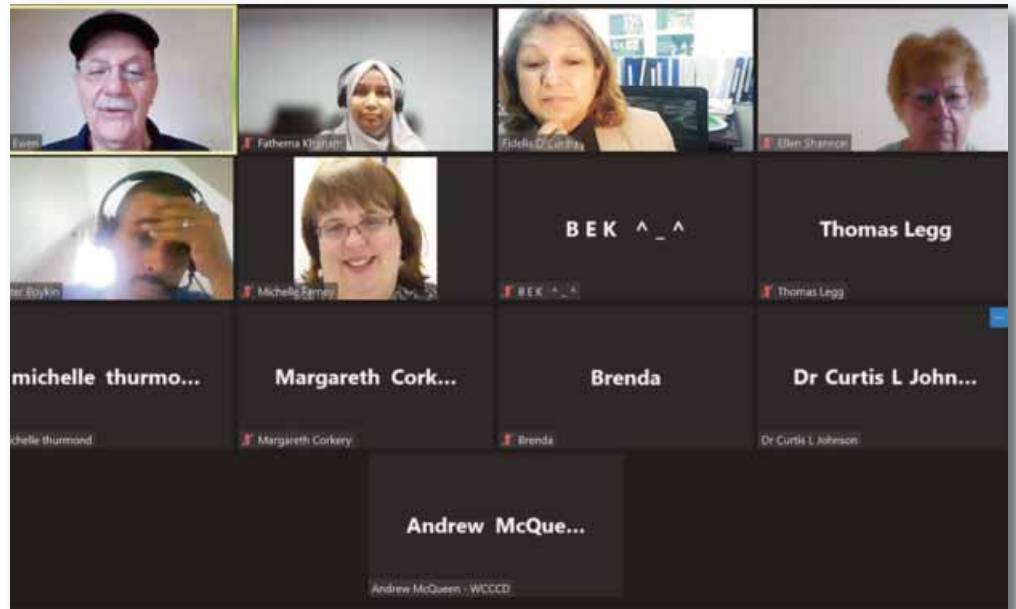 Ewen
Fathema Khanam
Fidelis D'Cunha
Ellen Shannon
ter Boykin
Michelle Farney
B E K ^ _ ^
B E K ^ _ ^
Thomas Legg
Thomas Legg
michelle thurmo...
chelle thurmond
Margareth Cork...
Margareth Corkery
Brenda
Brenda
Dr Curtis L John...
Dr Curtis L Johnson
Andrew McQue...
Andrew McQueen - WCCCD